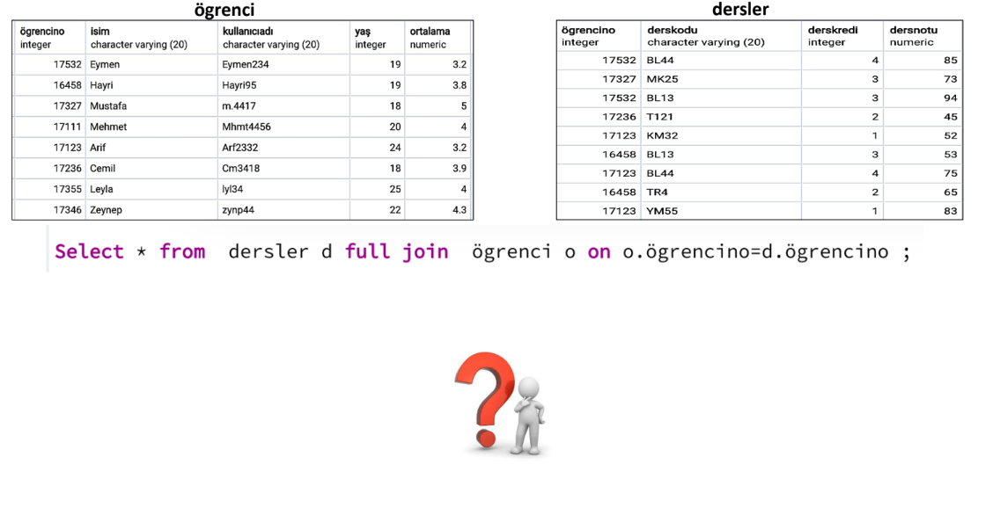 ögrenci
ögrencino isim kullanıcıadı yaş ortalama
integer character varying (20) character varying (20) integer numeric
17532 Eymen Eymen234 19 3.2
16458 Hayri Hayri95 19 3.8
17327 Mustafa m.4417 18 5
17111 Mehmet Mhmt4456 20 4
17123 Arif Arf2332 24 3.2
17236 Cemil Cm3418 18 3.9
17355 Leyla lyl34 25 4
17346 Zeynep zynp44 22 4.3
dersler
ögrencino derskodu derskredi dersnotu
integer character varying (20) integer numeric
17532 BL44 4 85
17327 MK25 3 73
17532 BL13 3 94
17236 T121 2 45
17123 KM32 1 52
16458 BL13 3 53
17123 BL44 4 75
16458 TR4 2 65
17123 YM55 1 83
Select * from dersler d full join ögrenci o on o.ögrencino=d.ögrencino ;